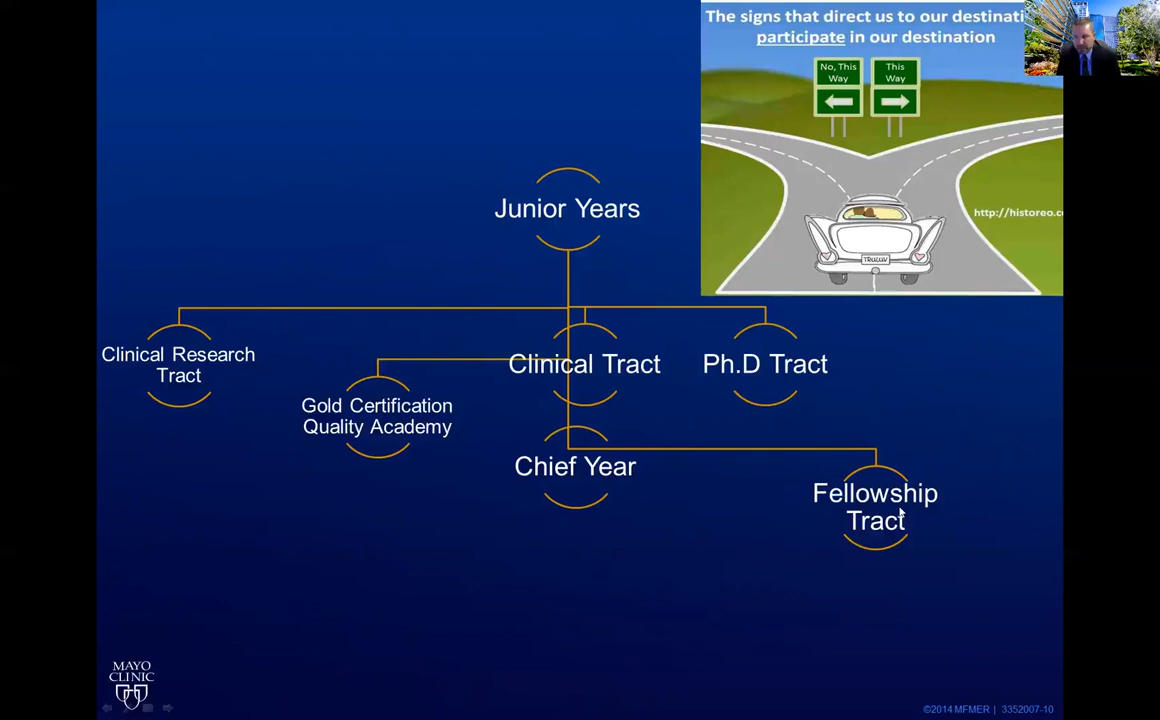 The signs that direct us to our destinati
participate in our destination
No, This
Way
This
Way
TRULUV
http://historeo.c
Junior Years
Clinical Research
Tract
Gold Certification
Quality Academy
Clinical Tract
Ph.D Tract
Chief Year
Fellowship
Tract
MAYO
CLINIC
©2014 MFMER | 3352007-10